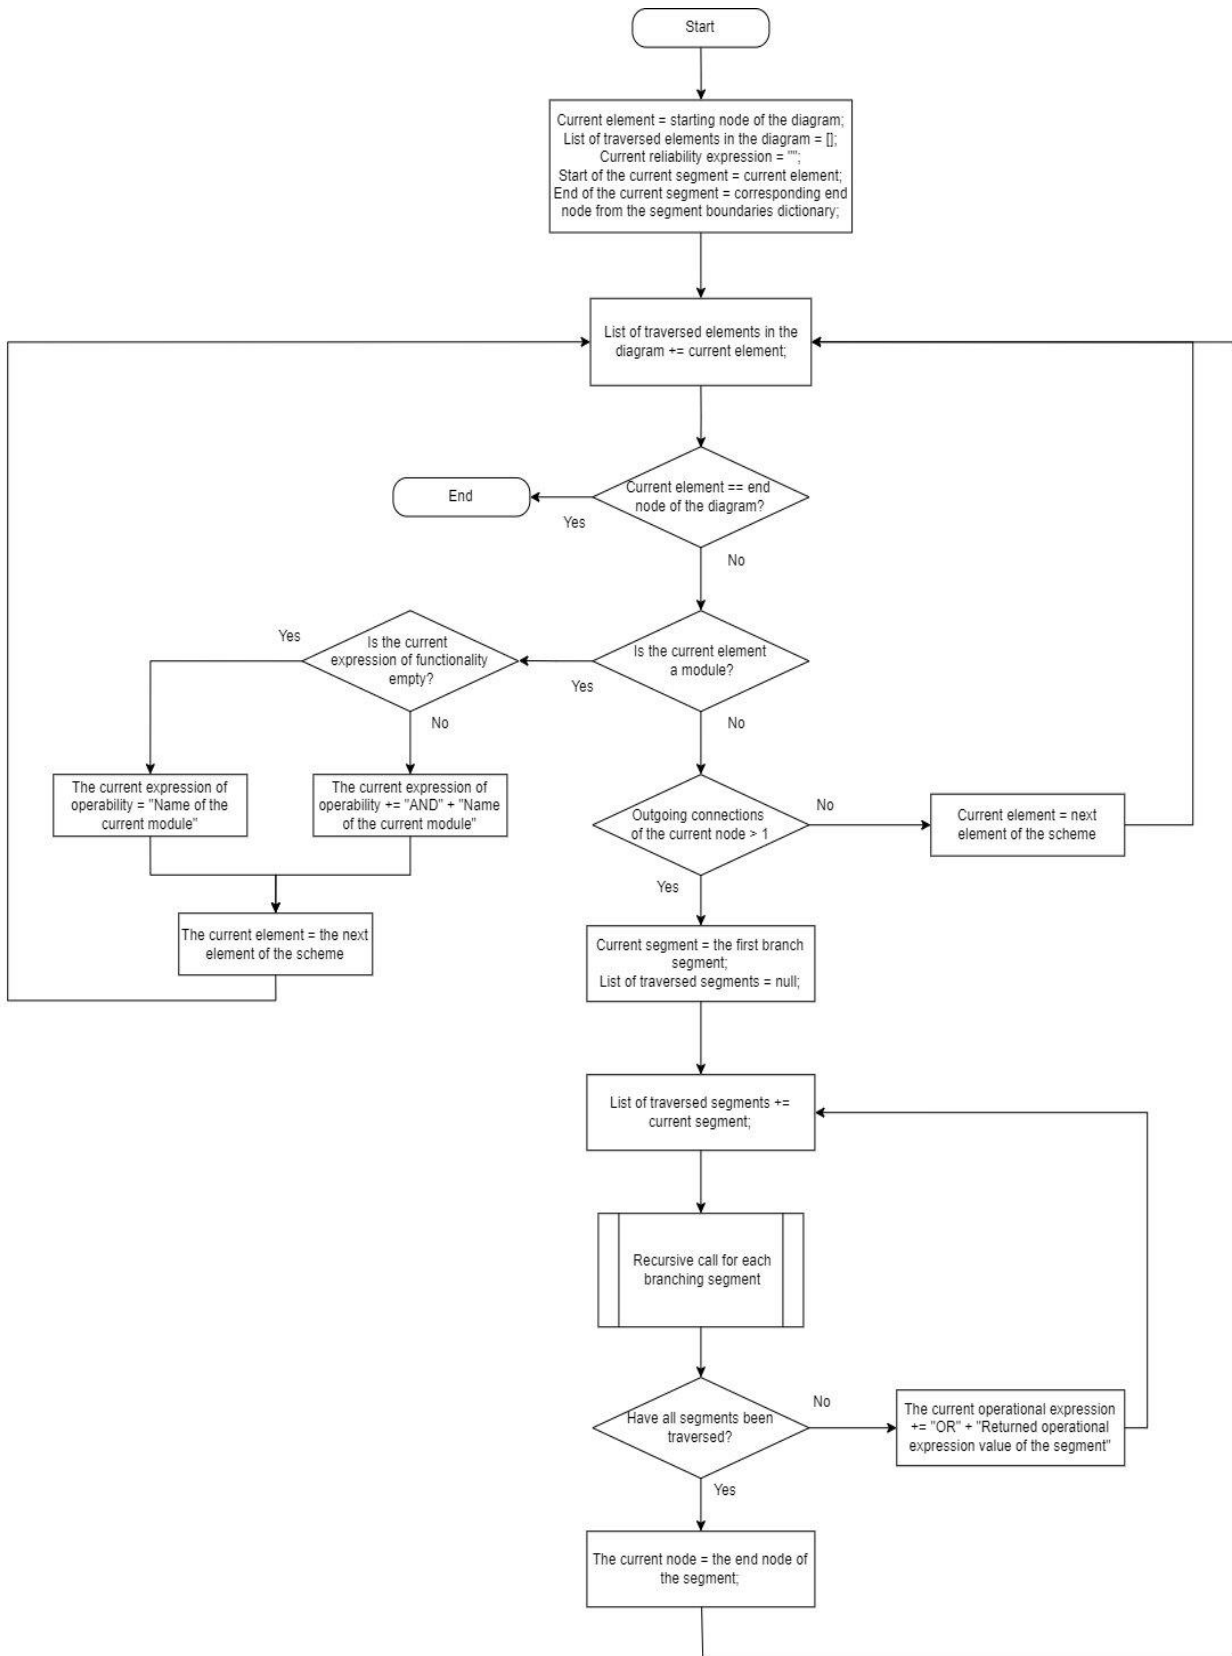 Start
Current element = starting node of the diagram;
List of traversed elements in the diagram = [];
Current reliability expression = "";
Start of the current segment = current element;
End of the current segment = corresponding end
node from the segment boundaries dictionary;
List of traversed elements in the
diagram += current element;
Current element == end
node of the diagram?
End
Yes
No
Is the current element
a module?
Yes
Is the current
expression of functionality
empty?
Yes
No
No
The current expression of
operability = "Name of the
current module"
The current expression of
operability += "AND" + "Name
of the current module"
The current element = the next
element of the scheme
Outgoing connections
of the current node > 1
No
Current element = next
element of the scheme
Yes
Current segment = the first branch
segment;
List of traversed segments = null;
List of traversed segments +=
current segment;
Recursive call for each
branching segment
Have all segments been
traversed?
No
The current operational expression
+= "OR" + "Returned operational
expression value of the segment"
Yes
The current node = the end node of
the segment;